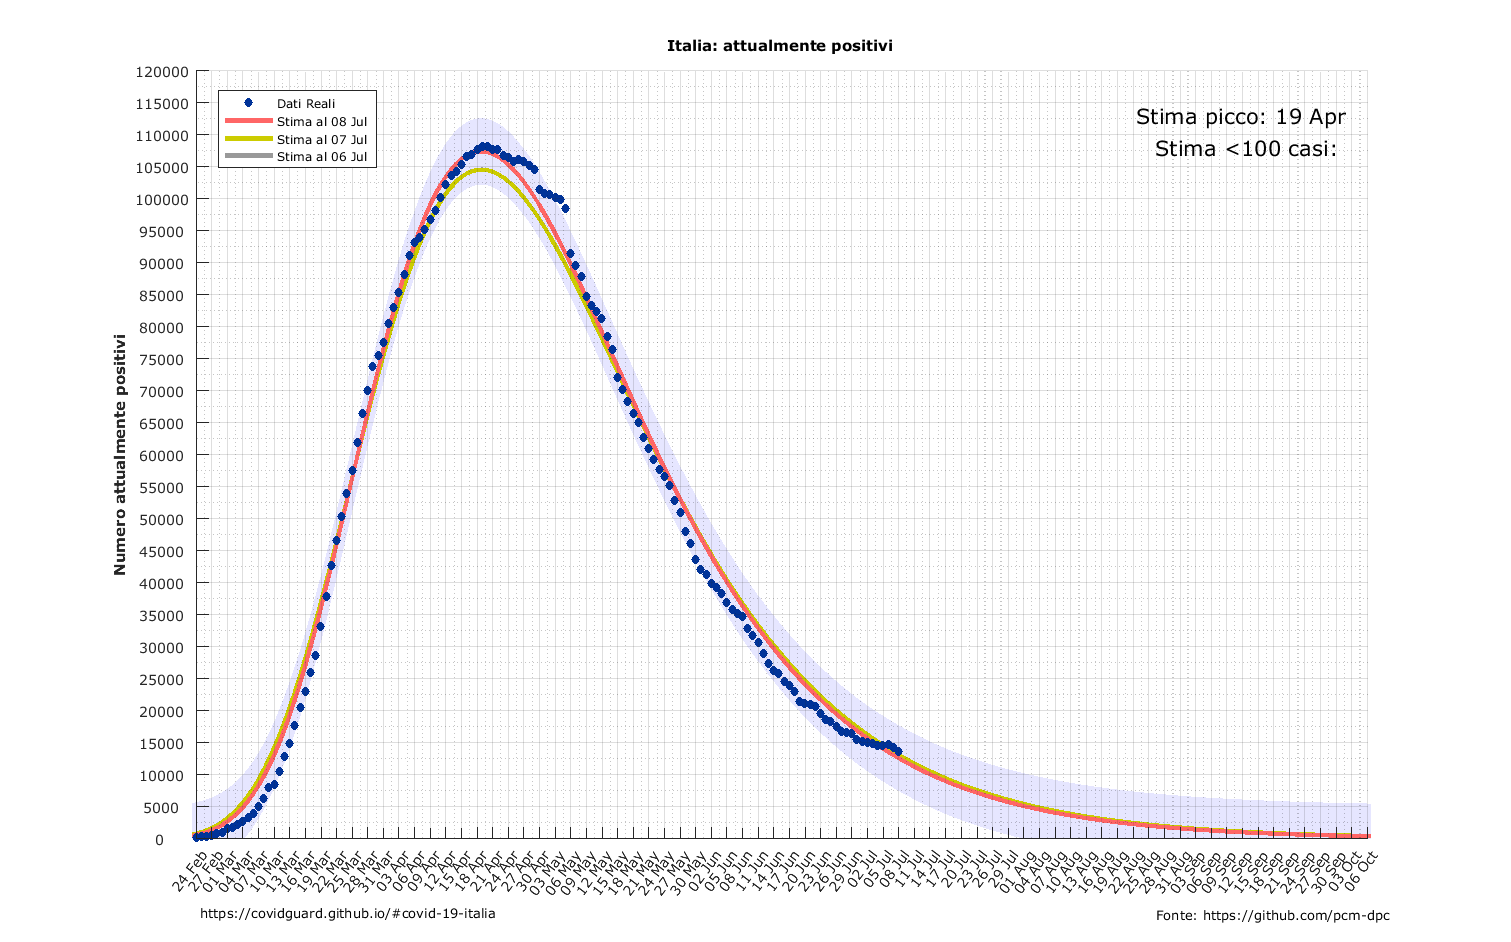 Italia: attualmente positivi
120000
115000
110000
105000
100000
95000
90000
85000
80000
75000
70000
65000
60000
55000
50000
45000
40000
35000
30000
25000
20000
15000
10000
5000
0
Numero attualmente positivi
Dati Reali
Stima al 08 Jul
Stima al 07 Jul
Stima al 06 Jul
Stima picco: 19 Apr
Stima <100 casi:
24 Feb
27 Feb
01 Mar
04 Mar
07 Mar
10 Mar
13 Mar
16 Mar
19 Mar
22 Mar
25 Mar
28 Mar
31 Mar
03 Apr
06 Apr
09 Apr
12 Apr
15 Apr
18 Apr
21 Apr
24 Apr
27 Apr
30 Apr
03 May
06 May
09 May
12 May
15 May
18 May
21 May
24 May
27 May
30 May
02 Jun
05 Jun
08 Jun
11 Jun
14 Jun
17 Jun
20 Jun
23 Jun
26 Jun
29 Jun
02 Jul
05 Jul
08 Jul
11 Jul
14 Jul
17 Jul
20 Jul
23 Jul
26 Jul
29 Jul
01 Aug
04 Aug
07 Aug
10 Aug
13 Aug
16 Aug
19 Aug
22 Aug
25 Aug
28 Aug
31 Aug
03 Sep
06 Sep
09 Sep
12 Sep
15 Sep
18 Sep
21 Sep
24 Sep
27 Sep
30 Sep
03 Oct
06 Oct
https://covidguard.github.io/#covid-19-italia
Fonte: https://github.com/pcm-dpc